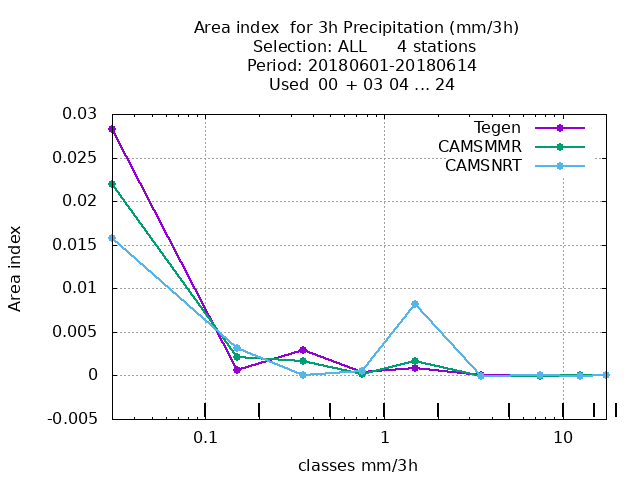 Area index  for 3h Precipitation (mm/3h)
Selection: ALL      4 stations
Period: 20180601-20180614
Used  00  + 03 04 ... 24
0.03
0.025
0.02
0.015
0.01
0.005
0
-0.005
Area index
Tegen
CAMSMMR
CAMSNRT
0.1
1
10
classes mm/3h